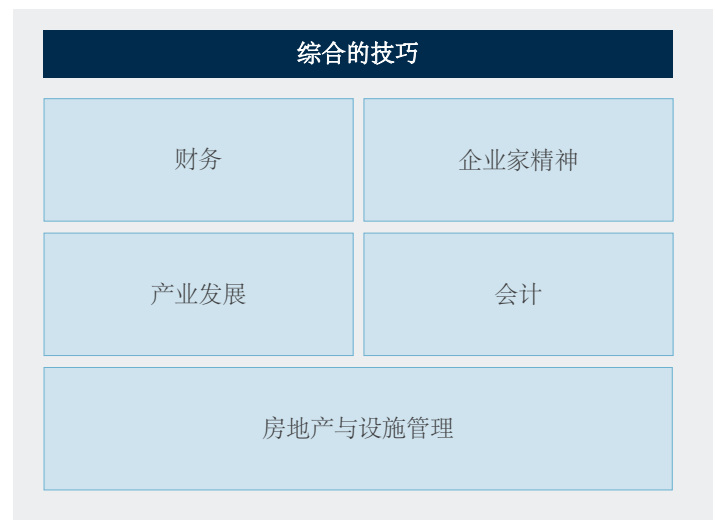 综合的技巧
财务
企业家精神
产业发展
会计
房地产与设施管理